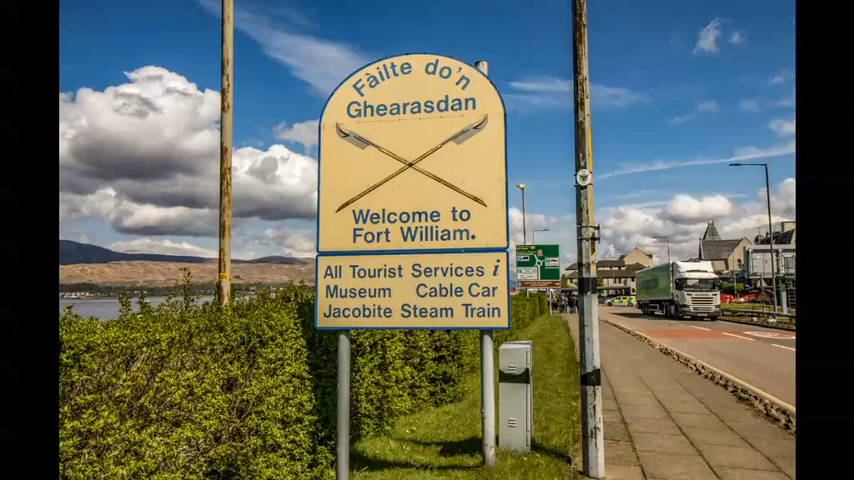 Fàilte do'n
Ghearasdan
Welcome to
Fort William.
All Tourist Services i
Museum Cable Car
Jacobite Steam Train